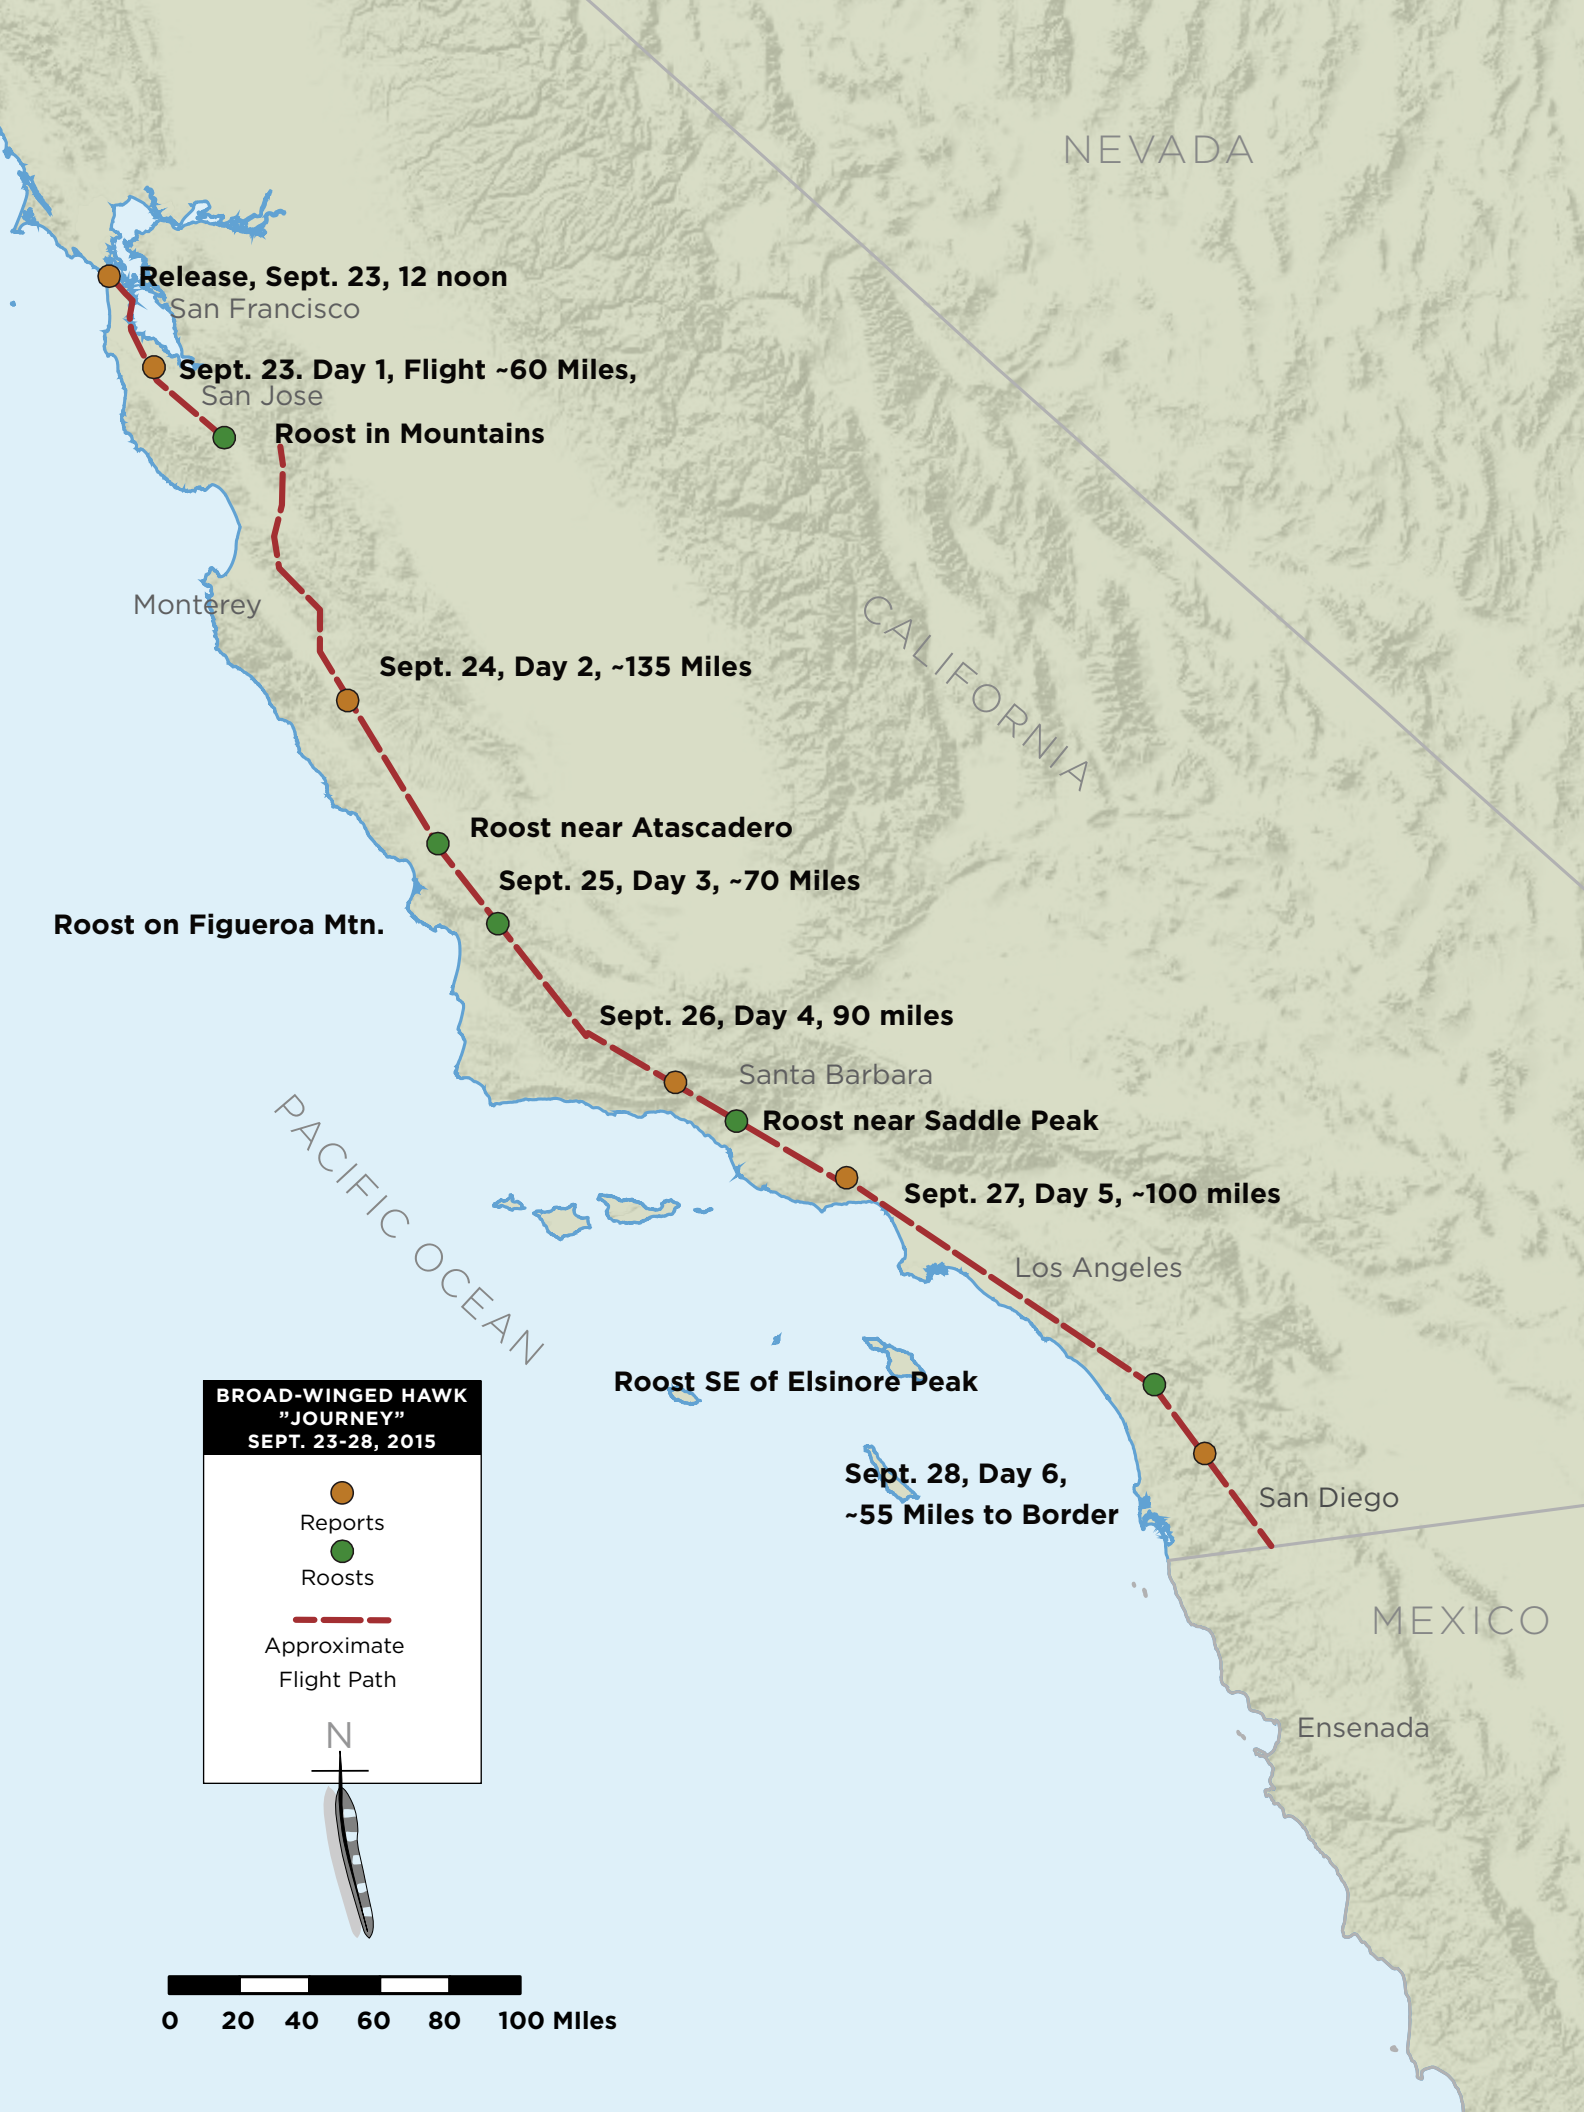 NEVADA
Release, Sept. 23, 12 noon
San Francisco
Sept. 23. Day 1, Flight ~60 Miles,
San Jose
Roost in Mountains
Monterey
CALIFORNIA
Sept. 24, Day 2, ~135 Miles
Roost near Atascadero
Sept. 25, Day 3, ~70 Miles
Roost on Figueroa Mtn.
Sept. 26, Day 4, 90 miles
Santa Barbara
Roost near Saddle Peak
PACIFIC OCEAN
Sept. 27, Day 5, ~100 miles
Los Angeles
Roost SE of Elsinore Peak
Sept. 28, Day 6,
~55 Miles to Border
San Diego
MEXICO
Ensenada
BROAD-WINGED HAWK
”JOURNEY”
SEPT. 23-28, 2015
Reports
Roosts
Approximate
Flight Path
N
0 20 40 60 80 100 MIles